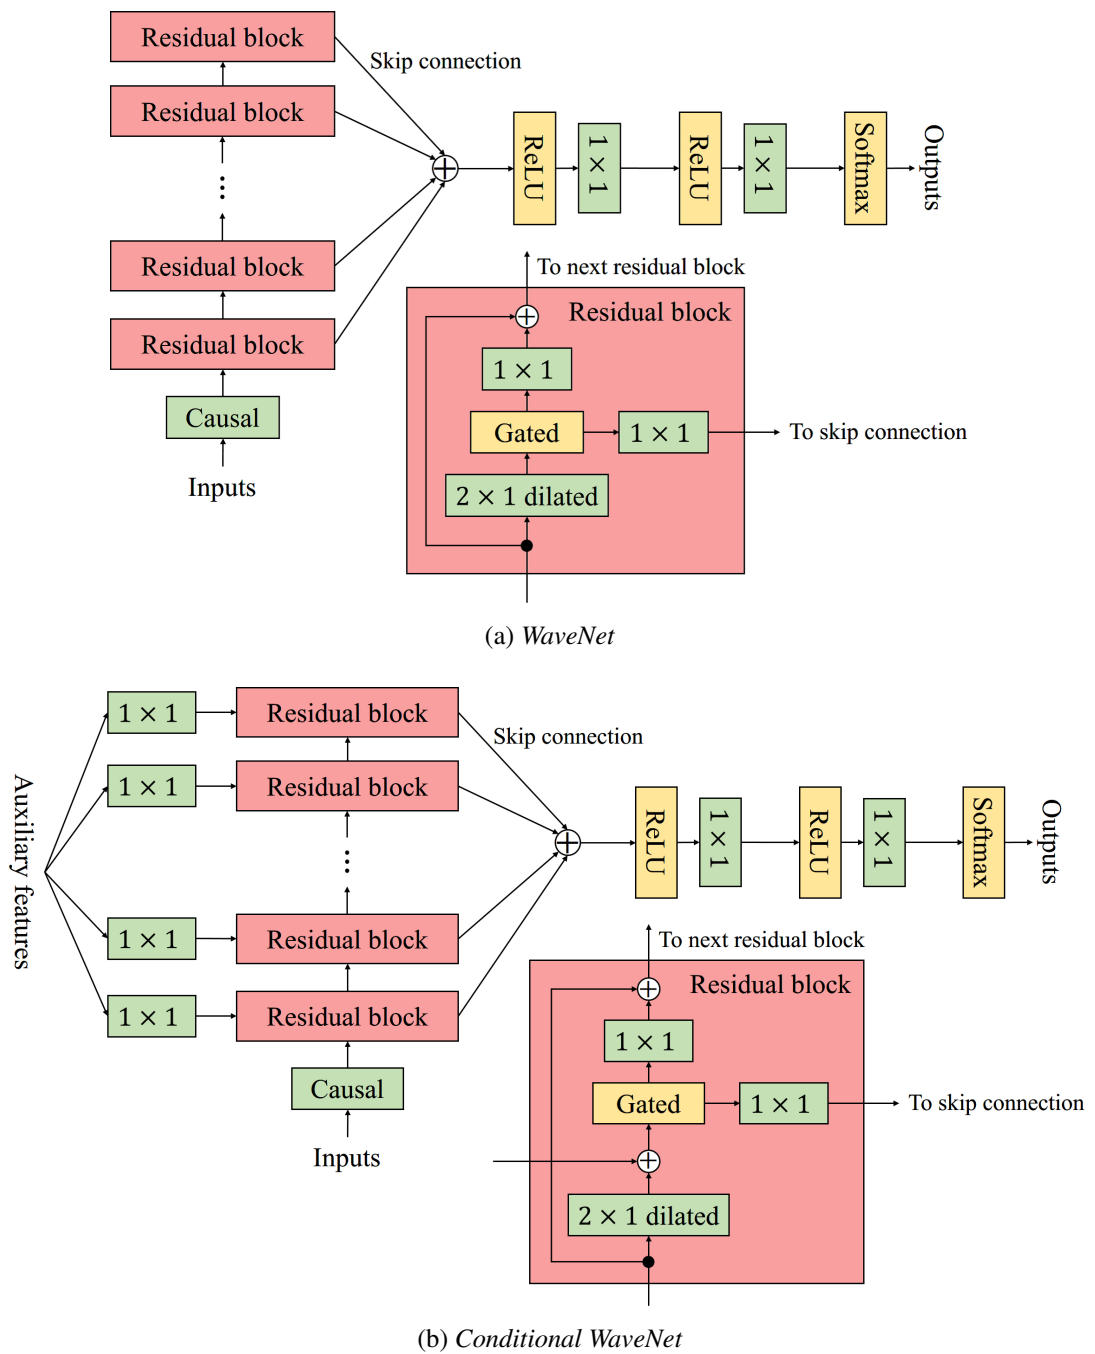 Residual block
Skip connection
Residual block
⋮
Residual block
Residual block
Causal
Inputs
ReLU
1 × 1
ReLU
1 × 1
Softmax
Outputs
To next residual block
Residual block
1 × 1
Gated
1 × 1
To skip connection
2 × 1 dilated
(a) WaveNet
Auxiliary features
1 × 1
Residual block
Skip connection
1 × 1
Residual block
⋮
1 × 1
Residual block
1 × 1
Residual block
Causal
Inputs
ReLU
1 × 1
ReLU
1 × 1
Softmax
Outputs
To next residual block
Residual block
1 × 1
Gated
1 × 1
To skip connection
2 × 1 dilated
(b) Conditional WaveNet